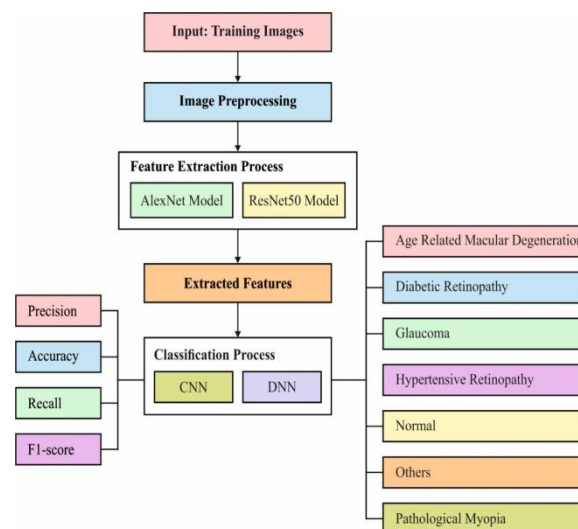 Input: Training Images
Image Preprocessing
Feature Extraction Process
AlexNet Model
ResNet50 Model
Extracted Features
Classification Process
CNN
DNN
Precision
Accuracy
Recall
F1-score
Age Related Macular Degeneration
Diabetic Retinopathy
Glaucoma
Hypertensive Retinopathy
Normal
Others
Pathological Myopia